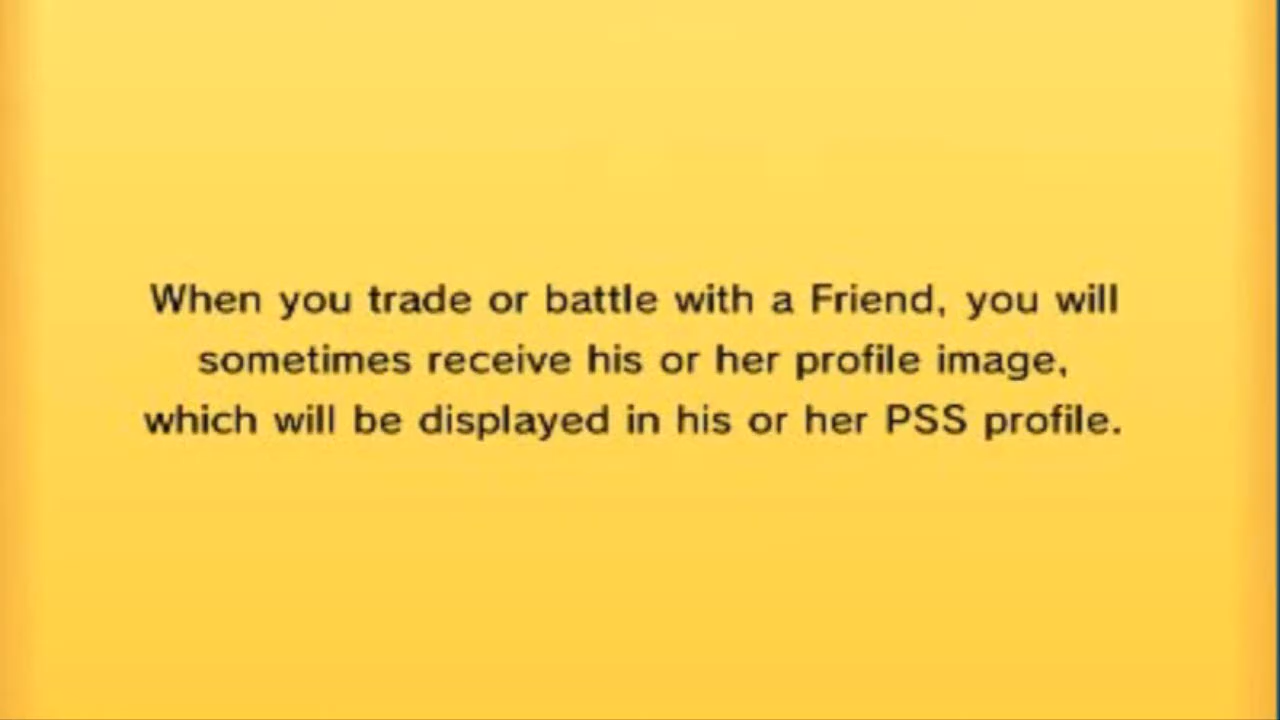 When you trade or battle with a Friend, you will
sometimes receive his or her profile image,
which will be displayed in his or her PSS profile.